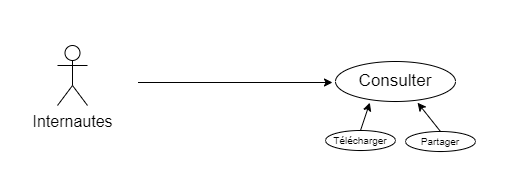 Consulter
Internautes
Télécharger
Partager